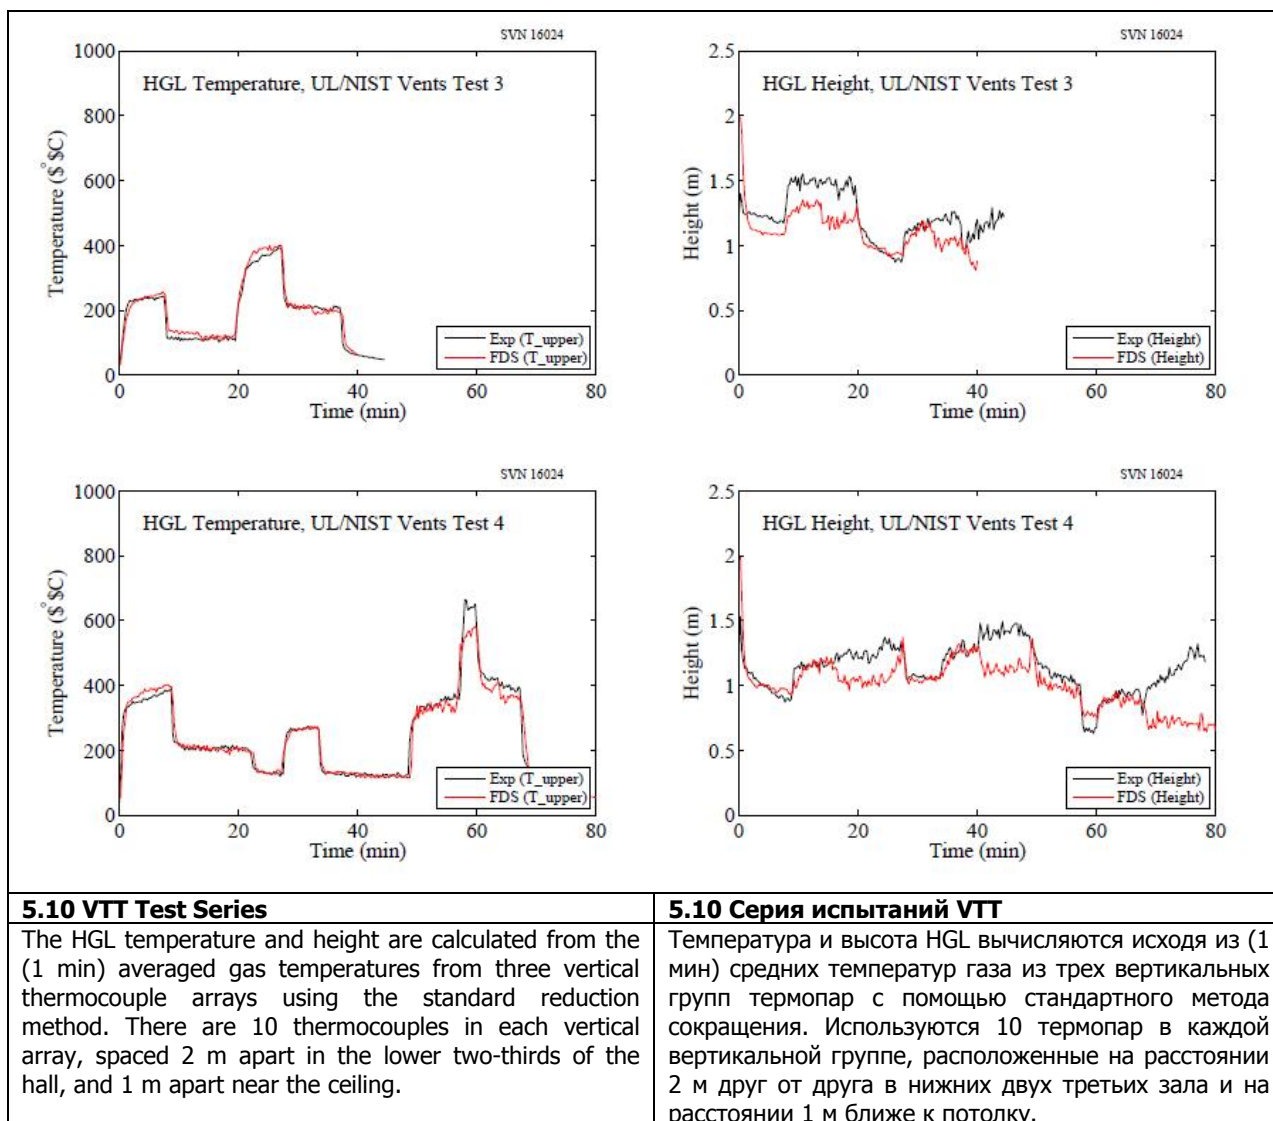 SVN 16024
HGL Temperature, UL/NIST Vents Test 3
1000
800
600
400
200
0
Temperature ($°$C)
0 20 40 60 80
Time (min)
Exp (T_upper)
FDS (T_upper)
SVN 16024
HGL Height, UL/NIST Vents Test 3
2.5
2
1.5
1
0.5
0
Height (m)
0 20 40 60 80
Time (min)
Exp (Height)
FDS (Height)
SVN 16024
HGL Temperature, UL/NIST Vents Test 4
1000
800
600
400
200
0
Temperature ($°$C)
0 20 40 60 80
Time (min)
Exp (T_upper)
FDS (T_upper)
SVN 16024
HGL Height, UL/NIST Vents Test 4
2.5
2
1.5
1
0.5
0
Height (m)
0 20 40 60 80
Time (min)
Exp (Height)
FDS (Height)
5.10 VTT Test Series
The HGL temperature and height are calculated from the
(1 min) averaged gas temperatures from three vertical
thermocouple arrays using the standard reduction
method. There are 10 thermocouples in each vertical
array, spaced 2 m apart in the lower two-thirds of the
hall, and 1 m apart near the ceiling.
5.10 Серия испытаний VTT
Температура и высота HGL вычисляются исходя из (1
мин) средних температур газа из трех вертикальных
групп термопар с помощью стандартного метода
сокращения. Используются 10 термопар в каждой
вертикальной группе, расположенные на расстоянии
2 м друг от друга в нижних двух третьих зала и на
расстоянии 1 м ближе к потолку.